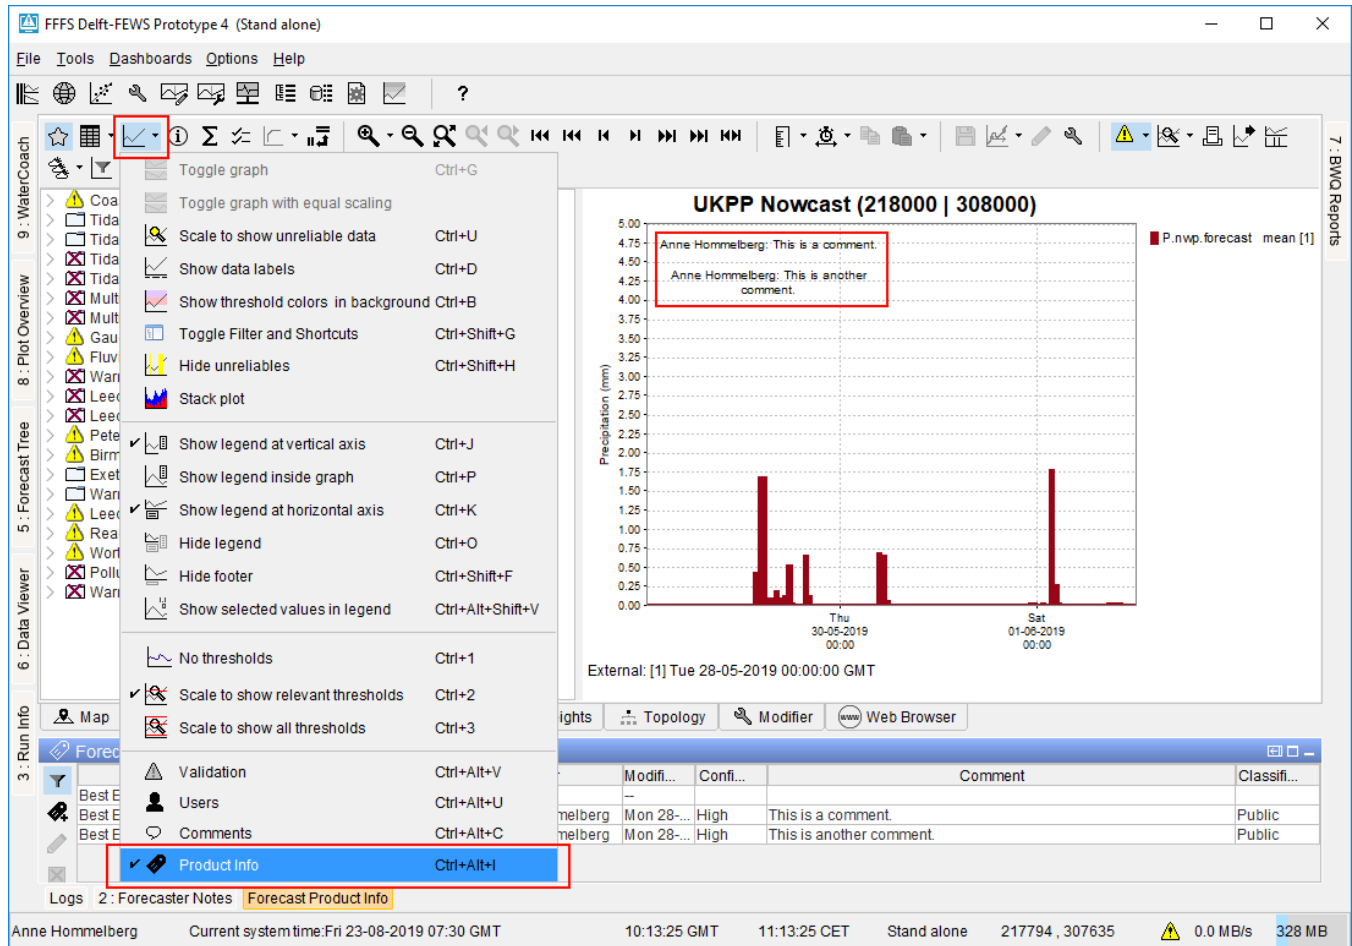 FFFS Delft-FEWS Prototype 4 (Stand alone)
File Tools Dashboards Options Help
?
9 : WaterCoach
8 : Plot Overview
5 : Forecast Tree
6 : Data Viewer
3 : Run Info
7 : BWQ Reports
Coa
Tida
Tida
Tida
Tida
Mult
Mult
Gau
Fluv
Warı
Leed
Leed
Pete
Birm
Exet
Warı
Leed
Rea
Wort
Pollu
Warı
Toggle graph Ctrl+G
Toggle graph with equal scaling
Scale to show unreliable data Ctrl+U
Show data labels Ctrl+D
Show threshold colors in background Ctrl+B
Toggle Filter and Shortcuts Ctrl+Shift+G
Hide unreliables Ctrl+Shift+H
Stack plot
Show legend at vertical axis Ctrl+J
Show legend inside graph Ctrl+P
Show legend at horizontal axis Ctrl+K
Hide legend Ctrl+O
Hide footer Ctrl+Shift+F
Show selected values in legend Ctrl+Alt+Shift+V
No thresholds Ctrl+1
Scale to show relevant thresholds Ctrl+2
Scale to show all thresholds Ctrl+3
Validation Ctrl+Alt+V
Users Ctrl+Alt+U
Comments Ctrl+Alt+C
Product Info Ctrl+Alt+I
UKPP Nowcast (218000 | 308000)
Anne Hommelberg: This is a comment.
Anne Hommelberg: This is another
comment.
P.nwp.forecast mean [1]
Precipitation (mm)
5.00
4.75
4.50
4.25
4.00
3.75
3.50
3.25
3.00
2.75
2.50
2.25
2.00
1.75
1.50
1.25
1.00
0.75
0.50
0.25
0.00
Thu Sat
30-05-2019 01-06-2019
00:00 00:00
External: [1] Tue 28-05-2019 00:00:00 GMT
Map ights Topology Modifier www Web Browser
Forec
Modifi... Confi... Comment Classifi...
Best E --
Best E melberg Mon 28-... High This is a comment. Public
Best E melberg Mon 28-... High This is another comment. Public
Logs 2 : Forecaster Notes Forecast Product Info
Anne Hommelberg Current system time:Fri 23-08-2019 07:30 GMT 10:13:25 GMT 11:13:25 CET Stand alone 217794 , 307635 0.0 MB/s 328 MB